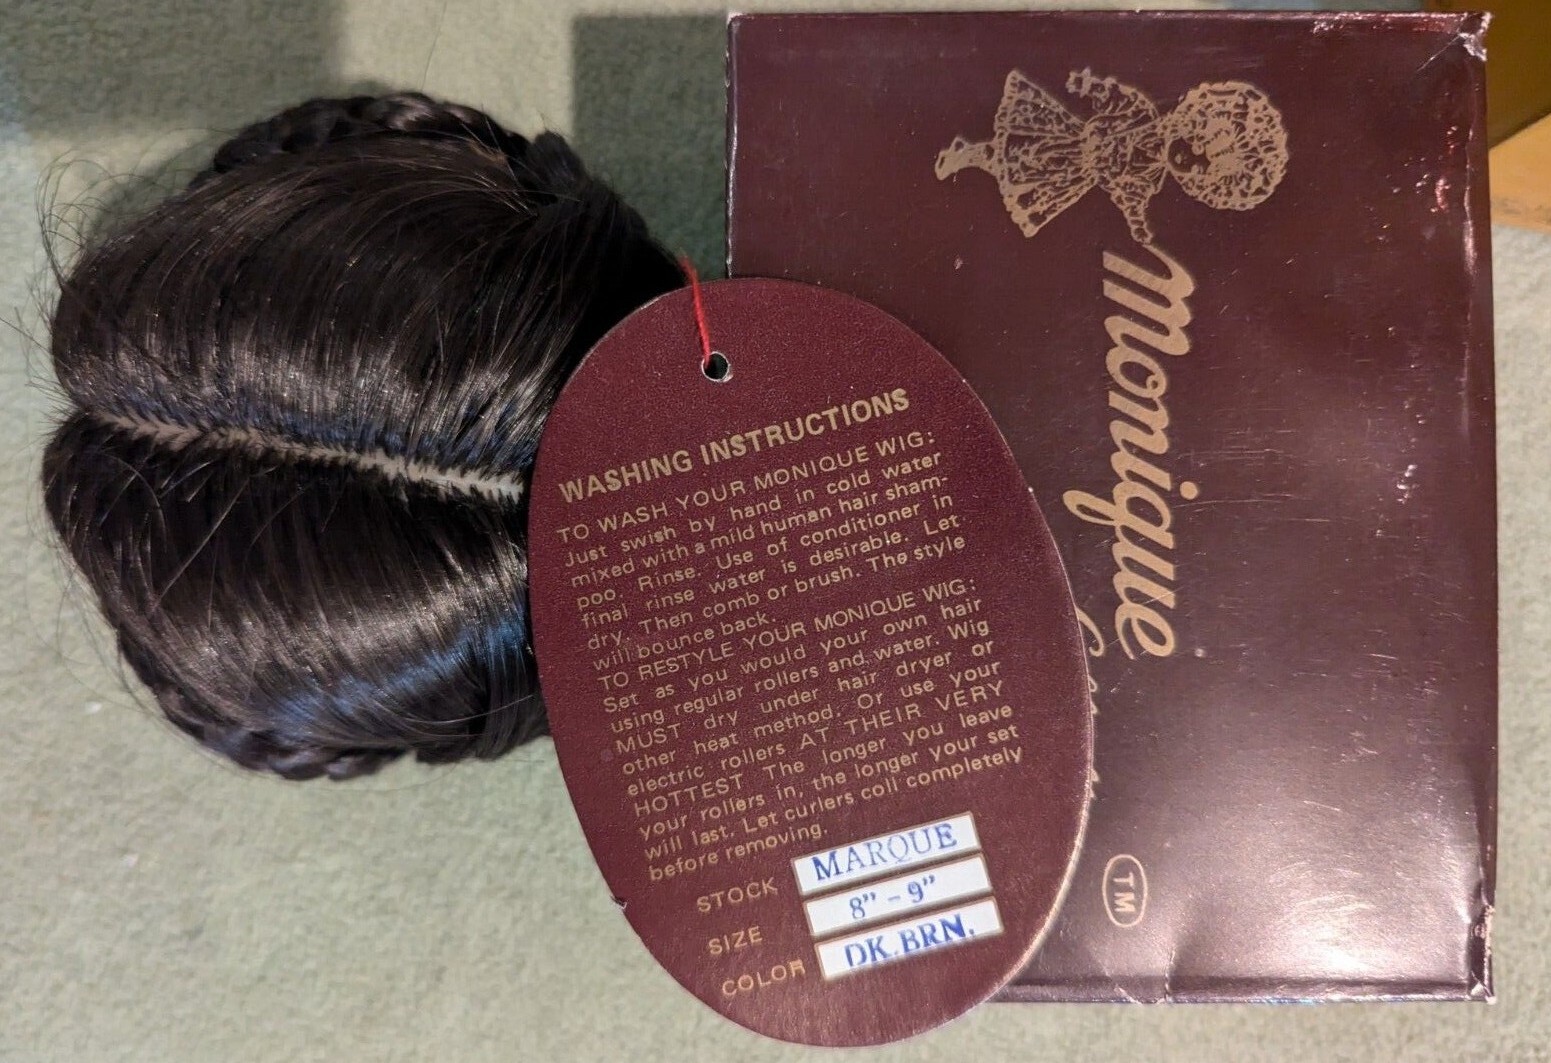 WASHING INSTRUCTIONS
TO WASH YOUR MONIQUE WIG:
Just swish by hand in cold water
mixed with a mild human hair sham-
poo. Rinse. Use of conditioner in
final rinse water is desirable. Let
dry. Then comb or brush. The style
will bounce back.
TO RESTYLE YOUR MONIQUE WIG:
Set as you would your own hair
using regular rollers and water. Wig
MUST dry under hair dryer or
other heat method. Or use your
electric rollers AT THEIR VERY
HOTTEST The longer you leave
your rollers in, the longer your set
will last. Let curlers coil completely
before removing.
STOCK MARQUE
SIZE 8" - 9"
COLOR DK.BRN.
Monique
TM